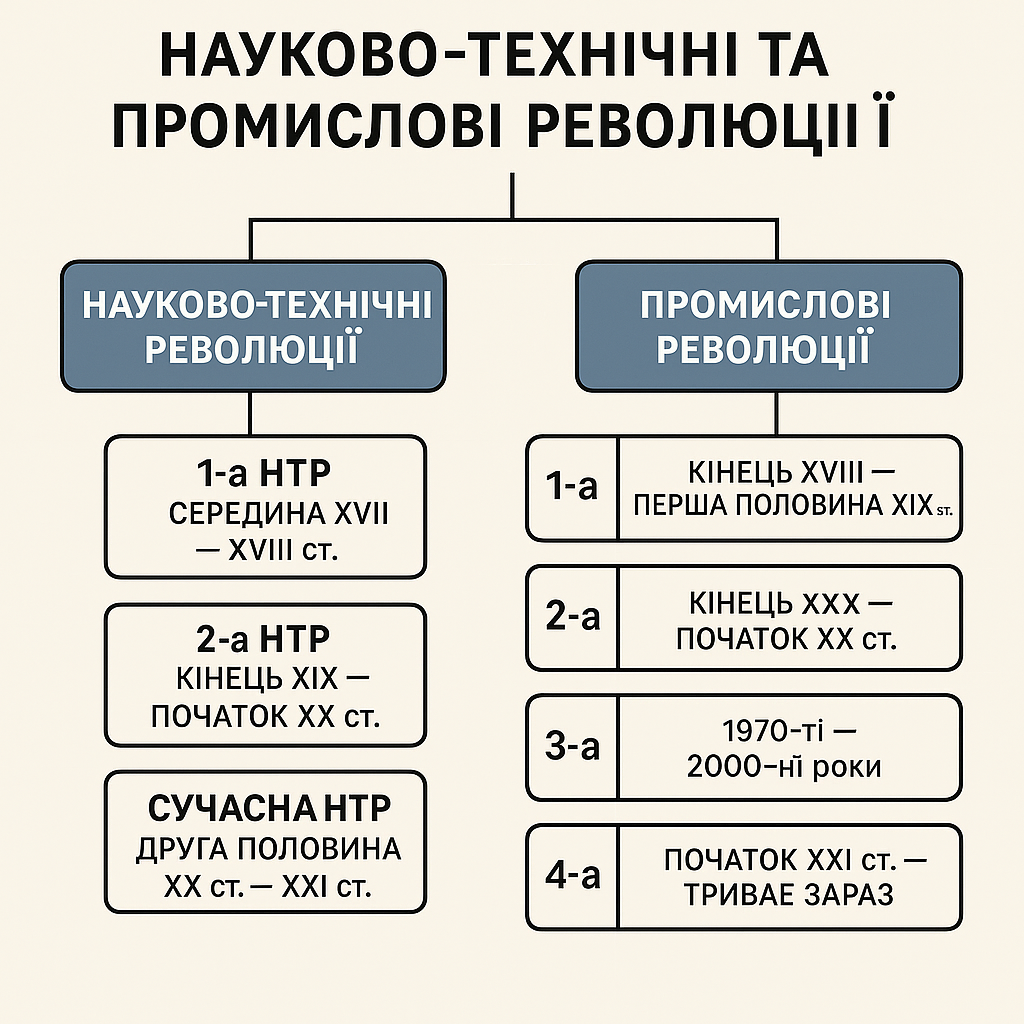 НАУКОВО-ТЕХНІЧНІ ТА
ПРОМИСЛОВІ РЕВОЛЮЦІІ Ї
НАУКОВО-ТЕХНІЧНІ
РЕВОЛЮЦІЇ
1-а НТР
СЕРЕДИНА XVII
— XVIII ст.
2-а НТР
КІНЕЦЬ XIX —
ПОЧАТОК XX ст.
СУЧАСНА НТР
ДРУГА ПОЛОВИНА
XX ст. — XXI ст.
ПРОМИСЛОВІ
РЕВОЛЮЦІЇ
1-а
КІНЕЦЬ XVIII —
ПЕРША ПОЛОВИНА XIX ST.
2-а
КІНЕЦЬ XXX —
ПОЧАТОК XX ст.
3-а
1970-ті —
2000-ні роки
4-а
ПОЧАТОК XXI ст. —
ТРИВАЕ ЗАРАЗ